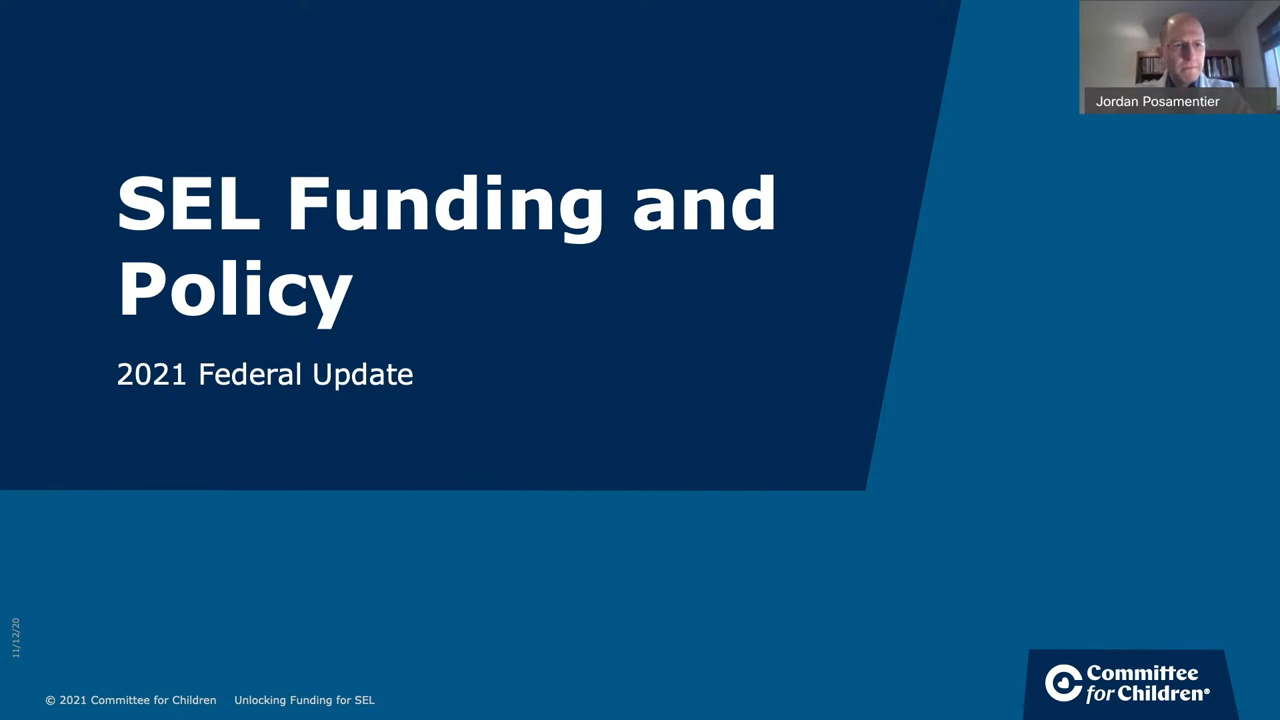 Jordan Posamentier
SEL Funding and
Policy
2021 Federal Update
11/12/20
© 2021 Committee for Children Unlocking Funding for SEL
Committee
for Children®